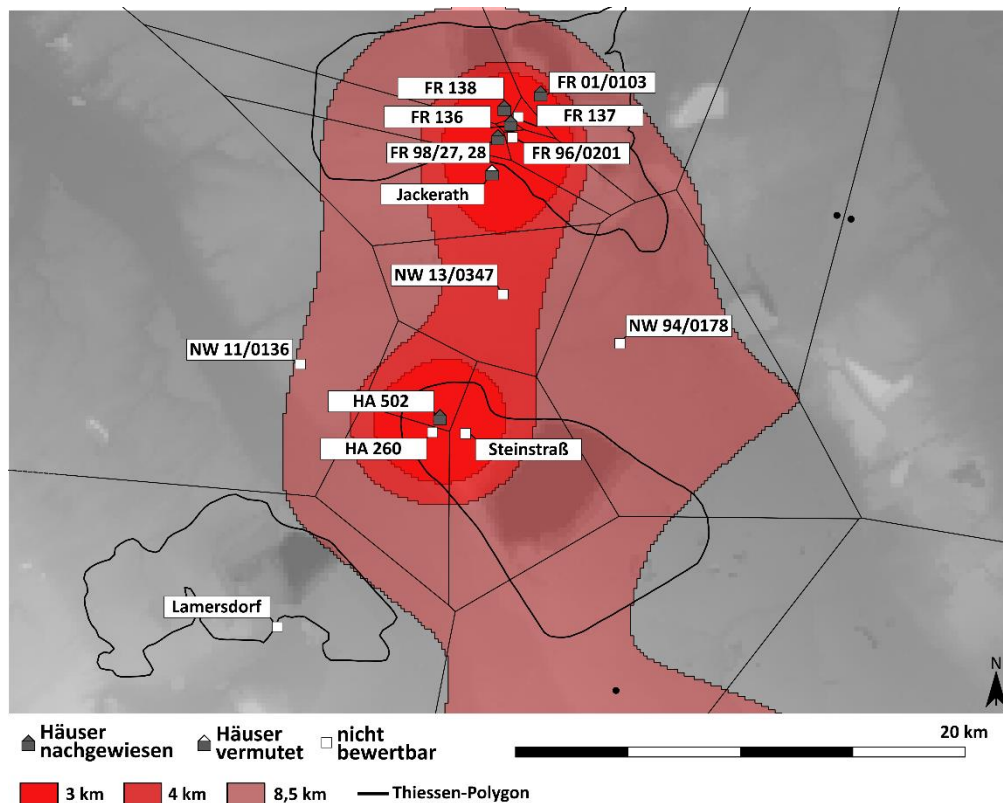 FR 138
FR 01/0103
FR 136
FR 137
FR 98/27, 28
FR 96/0201
Jackerath
NW 13/0347
NW 94/0178
NW 11/0136
HA 502
HA 260
Steinstraß
Lamersdorf
N
Häuser
nachgewiesen
Häuser
vermutet
nicht
bewertbar
20 km
3 km
4 km
8,5 km
Thiessen-Polygon